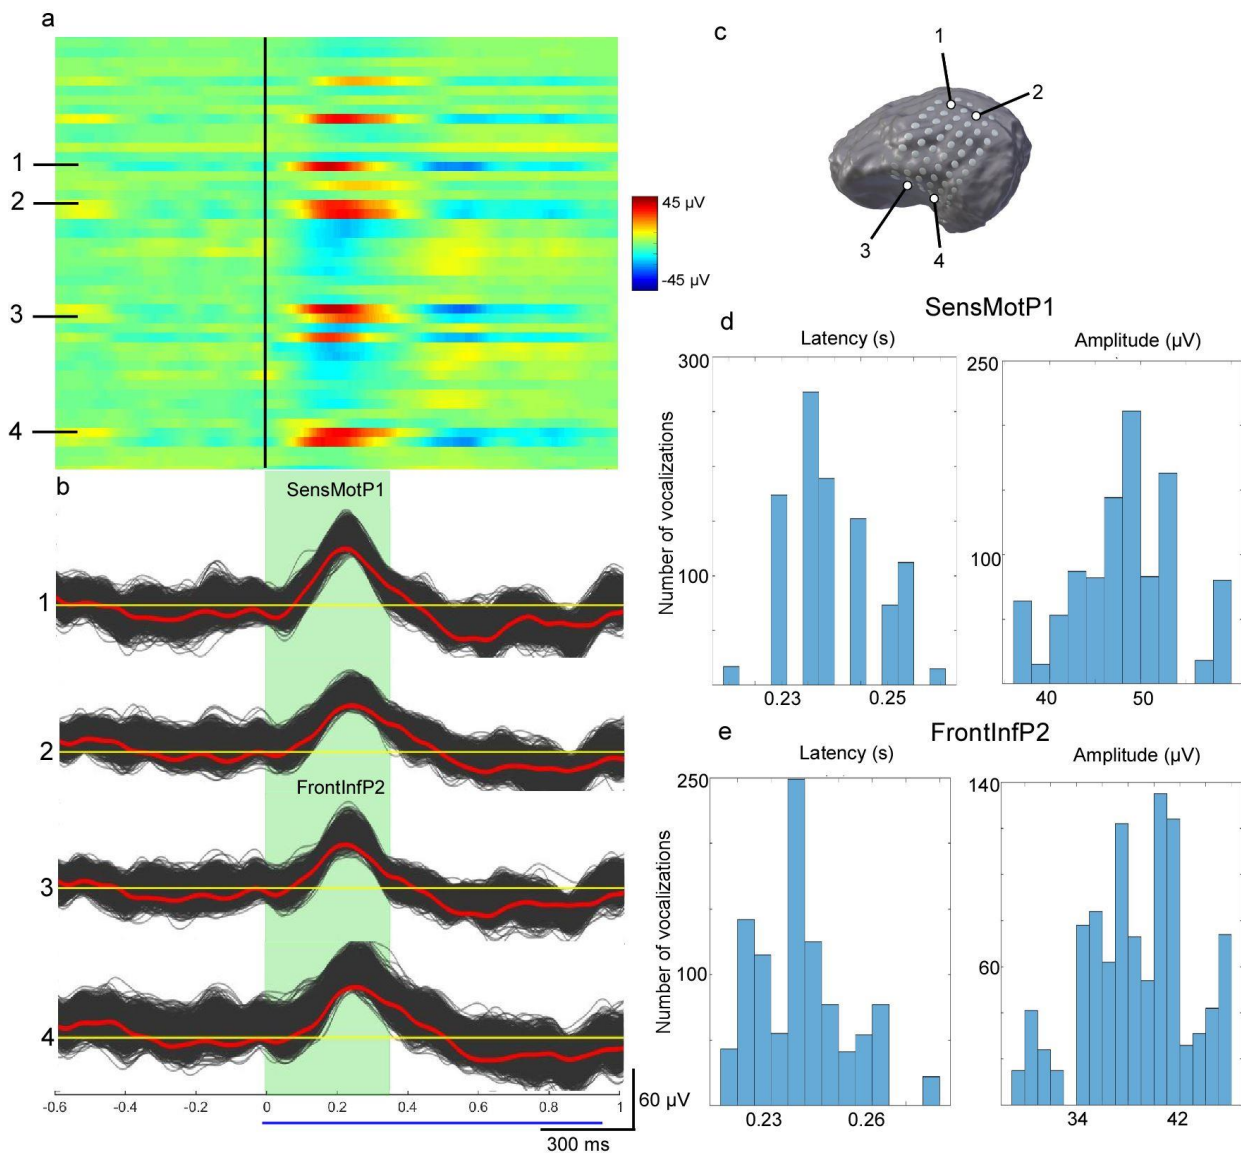 a
1
2
3
4
45 µV
-45 µV
c
1
2
3
4
b
SensMotP1
1
2
FrontInfP2
3
4
-0.6
-0.4
-0.2
0
0.2
0.4
0.6
0.8
1
60 µV
300 ms
SensMotP1
d
Latency (s)
Amplitude (µV)
300
100
Number of vocalizations
0.23
0.25
250
100
40
50
e
FrontInfP2
Latency (s)
Amplitude (µV)
250
100
Number of vocalizations
0.23
0.26
140
60
34
42